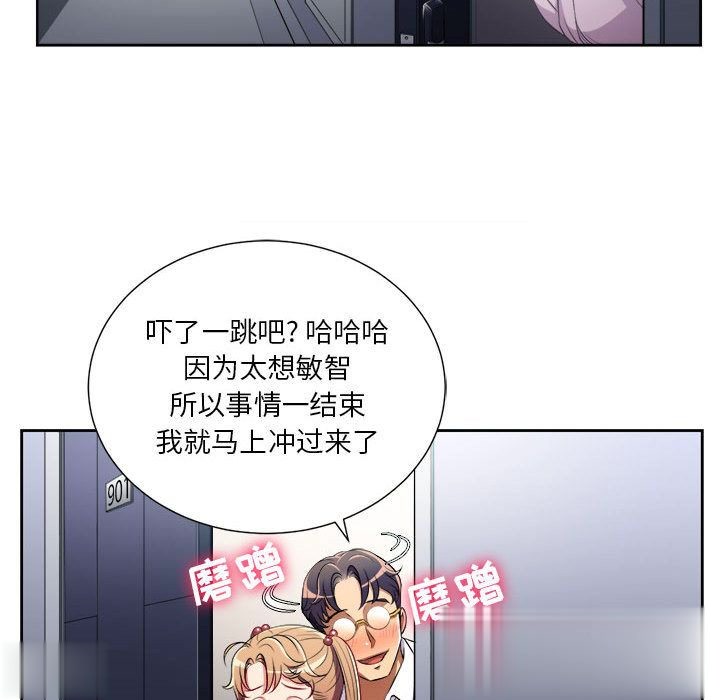 吓了一跳吧? 哈哈哈
因为太想敏智
所以事情一结束
我就马上冲过来了
901
磨蹭
磨蹭